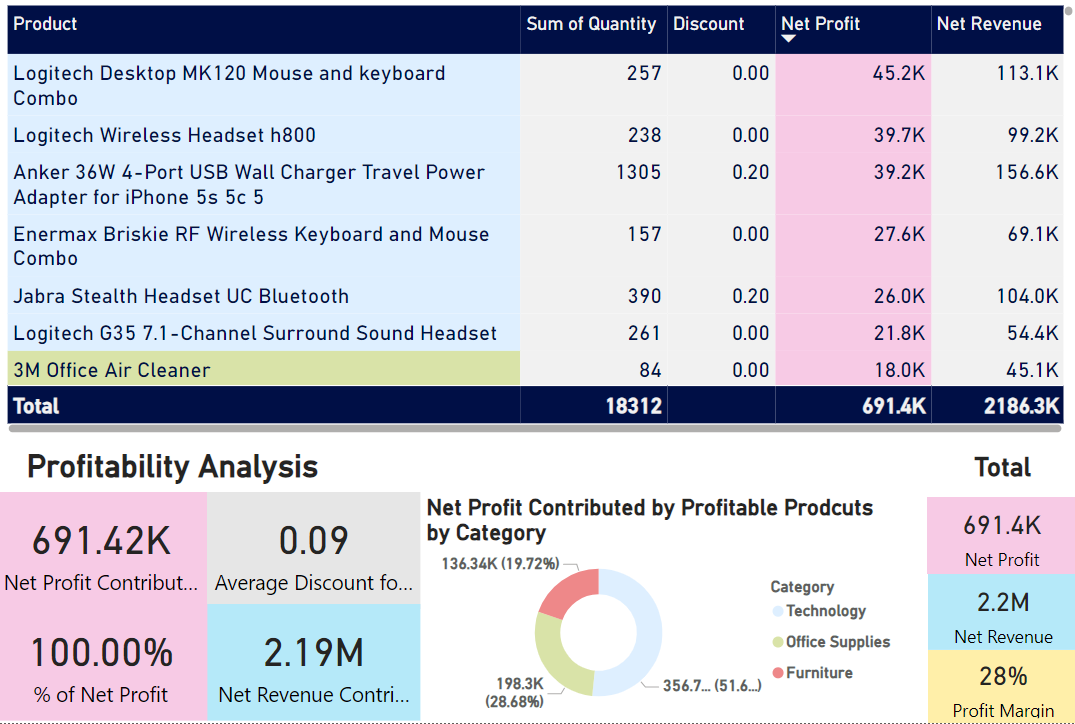 Product Sum of Quantity Discount Net Profit Net Revenue
Logitech Desktop MK120 Mouse and keyboard
Combo 257 0.00 45.2K 113.1K
Logitech Wireless Headset h800 238 0.00 39.7K 99.2K
Anker 36W 4-Port USB Wall Charger Travel Power
Adapter for iPhone 5s 5c 5 1305 0.20 39.2K 156.6K
Enermax Briskie RF Wireless Keyboard and Mouse
Combo 157 0.00 27.6K 69.1K
Jabra Stealth Headset UC Bluetooth 390 0.20 26.0K 104.0K
Logitech G35 7.1-Channel Surround Sound Headset 261 0.00 21.8K 54.4K
3M Office Air Cleaner 84 0.00 18.0K 45.1K
Total 18312 691.4K 2186.3K
Profitability Analysis
691.42K
Net Profit Contribut...
0.09
Average Discount fo...
100.00%
% of Net Profit
2.19M
Net Revenue Contri...
Net Profit Contributed by Profitable Prodcuts
by Category
136.34K (19.72%)
198.3K
(28.68%)
356.7... (51.6...)
Category
Technology
Office Supplies
Furniture
Total
691.4K
Net Profit
2.2M
Net Revenue
28%
Profit Margin